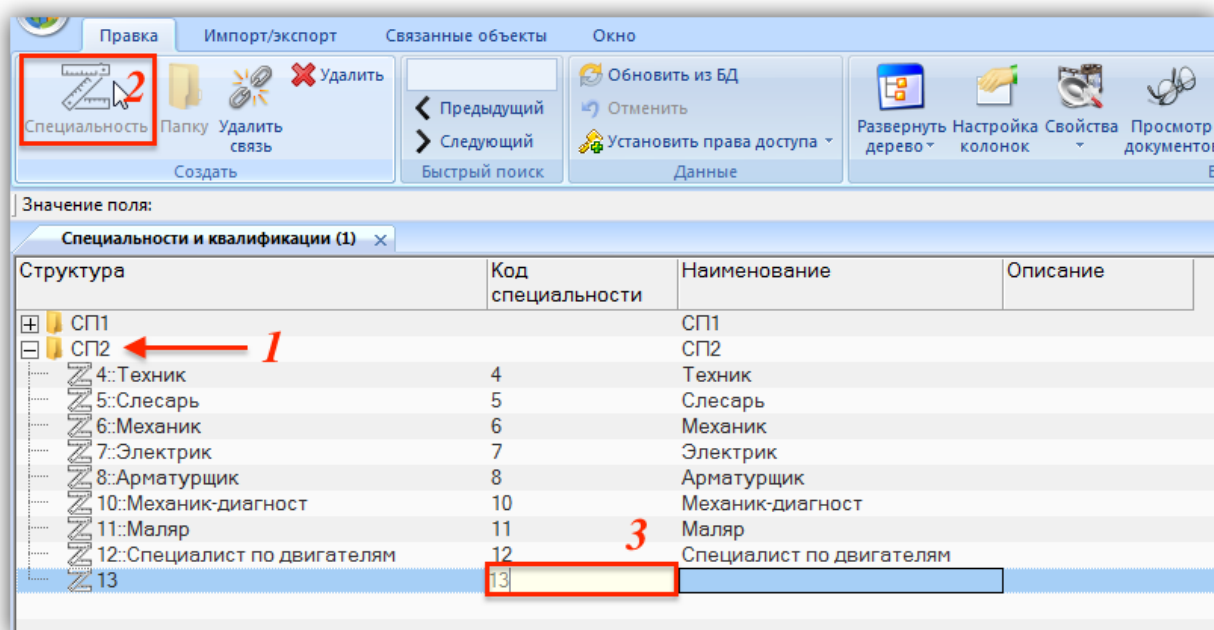 Правка Импорт/экспорт Связанные объекты Окно
2
Специальность Папку Удалить связь Удалить
Создать
Предыдущий
Следующий
Быстрый поиск
Обновить из БД
Отменить
Установить права доступа
Данные
Развернуть дерево Настройка колонок Свойства Просмотр
Значение поля:
Специальности и квалификации (1)
Структура Код специальности Наименование Описание
СП1 СП1
СП2 1 СП2
4::Техник 4 Техник
5::Слесарь 5 Слесарь
6::Механик 6 Механик
7::Электрик 7 Электрик
8::Арматурщик 8 Арматурщик
10::Механик-диагност 10 Механик-диагност
11::Маляр 11 3 Маляр
12::Специалист по двигателям 12 Специалист по двигателям
13 13